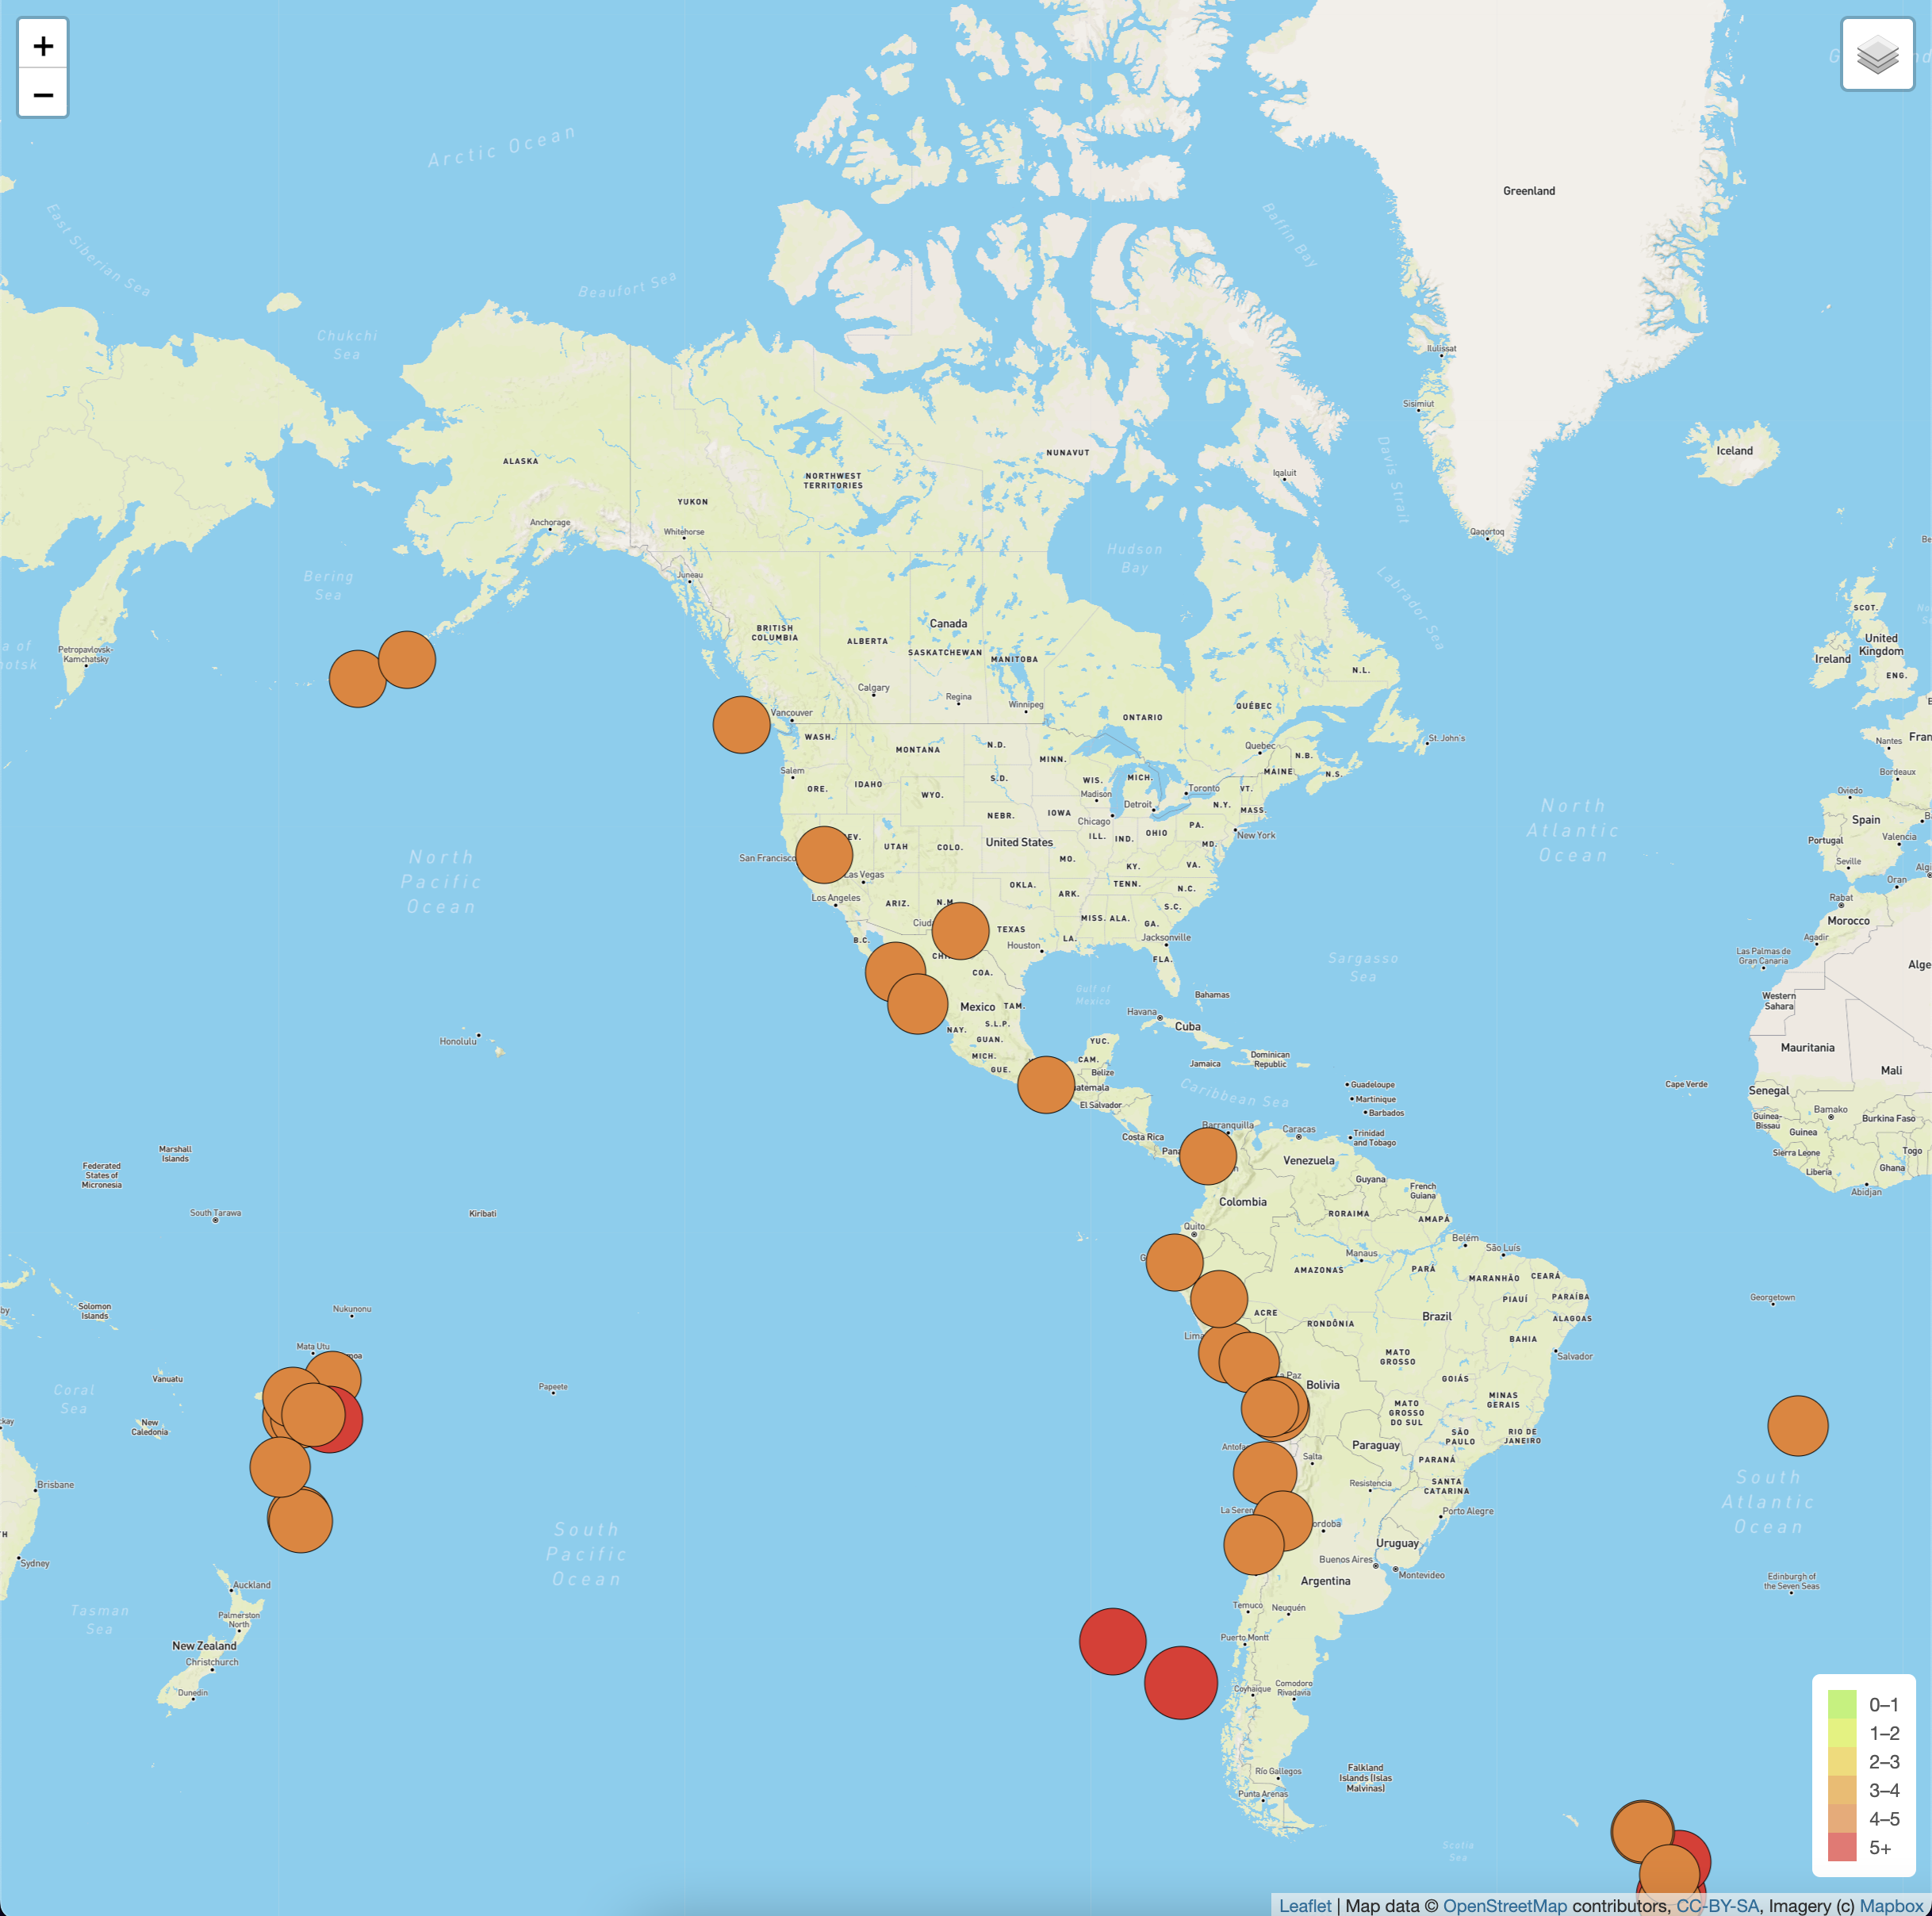 +
−
Arctic Ocean
East Siberian Sea
Beaufort Sea
Baffin Bay
Greenland
Chukchi
Sea
Ilulissat
Sisimiut
Davis Strait
Iceland
ALASKA
NUNAVUT
NORTHWEST
TERRITORIES
Iqaluit
YUKON
Anchorage
Whitehorse
Qaqortoq
Hudson
Bay
Bering
Sea
Juneau
Labrador Sea
SCOT.
BRITISH
COLUMBIA
ALBERTA
Canada
SASKATCHEWAN
MANITOBA
United
Kingdom
Ireland
ENG.
Petropavlovsk-
Kamchatsky
N.L.
Calgary
Regina
Winnipeg
ONTARIO
QUÉBEC
Vancouver
WASH.
MONTANA
N.D.
MINN.
Quebec
N.B.
St. John's
Nantes
Fran
Salem
ORE.
IDAHO
WYO.
S.D.
WIS.
MICH.
MAINE
N.S.
Madison
Toronto
VT.
Bordeaux
Detroit
N.Y.
MASS.
Oviedo
NEBR.
IOWA
Chicago
PA.
New York
North
Atlantic
Ocean
Spain
Valencia
Portugal
EV.
UTAH
COLO.
United States
ILL.
IND.
OHIO
MD.
San Francisco
MO.
KY.
VA.
Seville
North
Pacific
Ocean
Las Vegas
OKLA.
TENN.
N.C.
Oran
Los Angeles
ARIZ.
N.M.
ARK.
S.C.
Rabat
Morocco
Ciud
TEXAS
MISS.
ALA.
GA.
B.C.
Houston
LA.
Jacksonville
Agadir
CHI
COA.
FLA.
Sargasso
Sea
Las Palmas de
Gran Canaria
Alge
Gulf of
Mexico
Bahamas
Western
Sahara
Mexico
TAM.
Havana
Cuba
NAY.
S.L.P.
GUAN.
YUC.
Honolulu
MICH.
CAM.
Jamaica
Dominican
Republic
Mauritania
GUE.
Belize
atemala
Mali
El Salvador
Caribbean Sea
Guadeloupe
Martinique
Barbados
Cape Verde
Senegal
Bamako
Burkina Faso
Guinea-
Bissau
Guinea
Barranquilla
Caracas
Trinidad
and Tobago
Costa Rica
Pana
Venezuela
Sierra Leone
Togo
Ghana
Liberia
Abidjan
Marshall
Islands
Federated
States of
Micronesia
Guyana
French
Guiana
Colombia
South Tarawa
Kiribati
RORAIMA
AMAPÁ
Quito
Belém
São Luís
Manaus
AMAZONAS
PARÁ
MARANHÃO
CEARÁ
PIAUÍ
PARAÍBA
Georgetown
Solomon
Islands
Nukunonu
ACRE
RONDÔNIA
Brazil
ALAGOAS
Lima
BAHIA
Mata Utu
moa
MATO
GROSSO
Salvador
Vanuatu
Papeete
a Paz
Bolivia
GOIÁS
Coral
Sea
MINAS
GERAIS
New
Caledonia
MATO
GROSSO
DO SUL
SÃO
PAULO
RIO DE
JANEIRO
Antofa
Paraguay
Salta
PARANÁ
Brisbane
Resistencia
SANTA
CATARINA
South
Atlantic
Ocean
La Seren
Porto Alegre
ordoba
South
Pacific
Ocean
Uruguay
Sydney
Buenos Aires
Montevideo
Auckland
Argentina
Edinburgh of
the Seven Seas
Tasman
Sea
Palmerston
North
Temuco
Neuquén
New Zealand
Puerto Montt
Christchurch
Dunedin
Coyhaique
Comodoro
Rivadavia
Río Gallegos
Falkland
Islands (Islas
Malvinas)
Punta Arenas
Scotia
Sea
0–1
1–2
2–3
3–4
4–5
5+
Leaflet | Map data © OpenStreetMap contributors, CC-BY-SA, Imagery (c) Mapbox